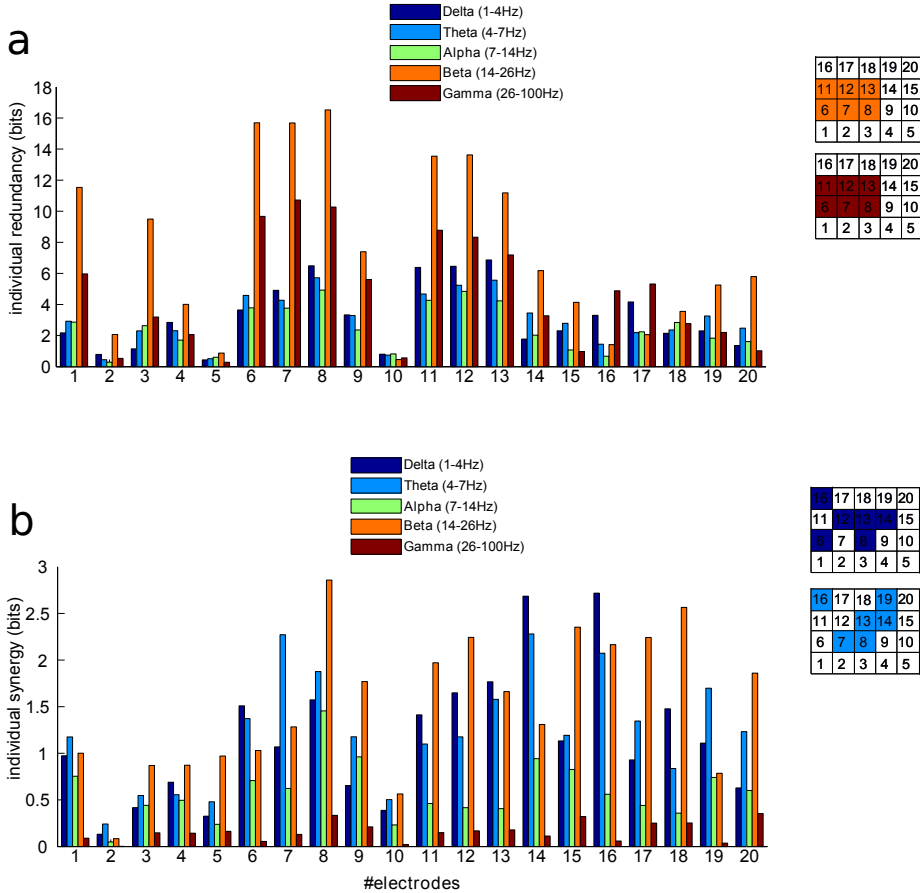 a
Delta (1-4Hz)
Theta (4-7Hz)
Alpha (7-14Hz)
Beta (14-26Hz)
Gamma (26-100Hz)
individual redundancy (bits)
18
16
14
12
10
8
6
4
2
0
1 2 3 4 5 6 7 8 9 10 11 12 13 14 15 16 17 18 19 20
16 17 18 19 20
11 12 13 14 15
6 7 8 9 10
1 2 3 4 5
16 17 18 19 20
11 12 13 14 15
6 7 8 9 10
1 2 3 4 5
b
Delta (1-4Hz)
Theta (4-7Hz)
Alpha (7-14Hz)
Beta (14-26Hz)
Gamma (26-100Hz)
individual synergy (bits)
3
2.5
2
1.5
1
0.5
0
1 2 3 4 5 6 7 8 9 10 11 12 13 14 15 16 17 18 19 20
#electrodes
16 17 18 19 20
11 12 13 14 15
6 7 8 9 10
1 2 3 4 5
16 17 18 19 20
11 12 13 14 15
6 7 8 9 10
1 2 3 4 5